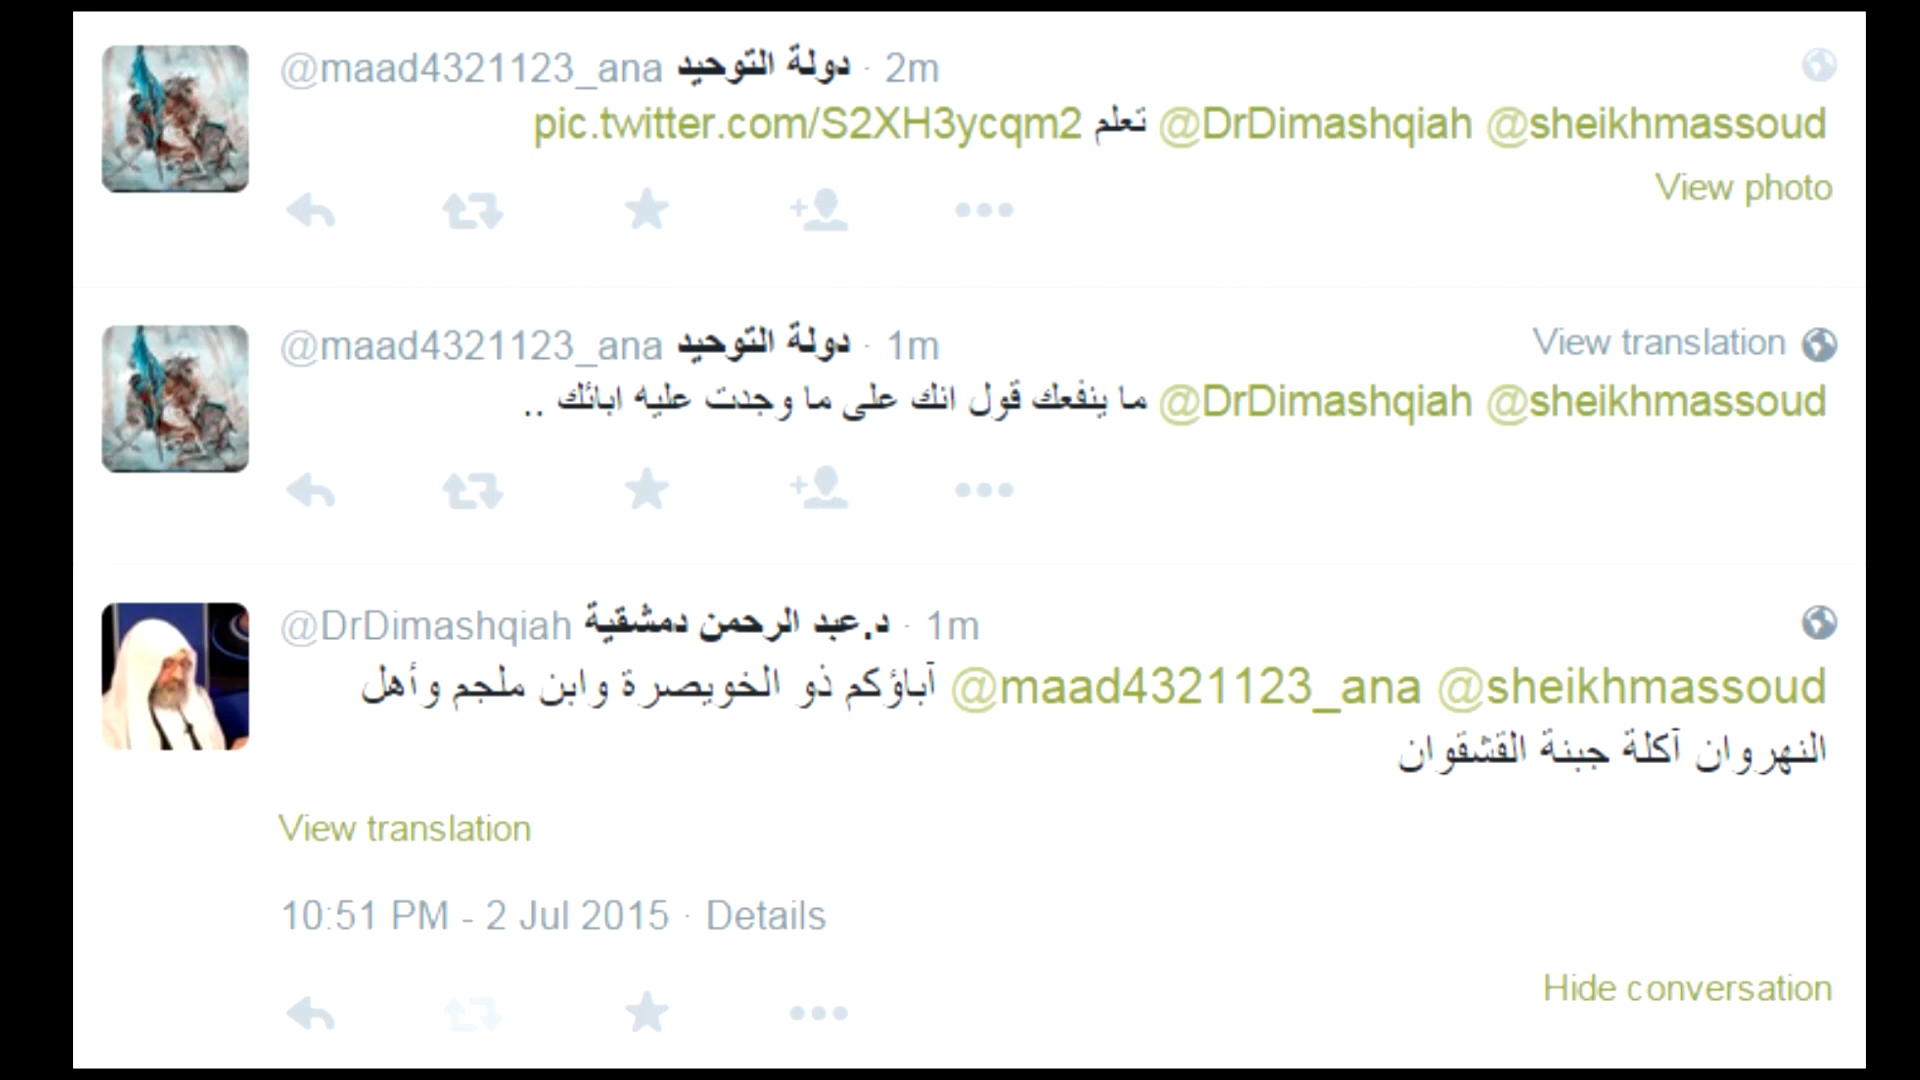 دولة التوحيد @maad4321123_ana · 2m
@sheikhmassoud @DrDimashqiah تعلم pic.twitter.com/S2XH3ycqm2
View photo
دولة التوحيد @maad4321123_ana · 1m
View translation
@sheikhmassoud @DrDimashqiah ما ينفعك قول انك على ما وجدت عليه ابائك ..
د.عبد الرحمن دمشقية @DrDimashqiah · 1m
@sheikhmassoud @maad4321123_ana آباؤكم ذو الخويصرة وابن ملجم وأهل
النهروان آكلة جبنة القشقوان
View translation
10:51 PM - 2 Jul 2015 · Details
Hide conversation